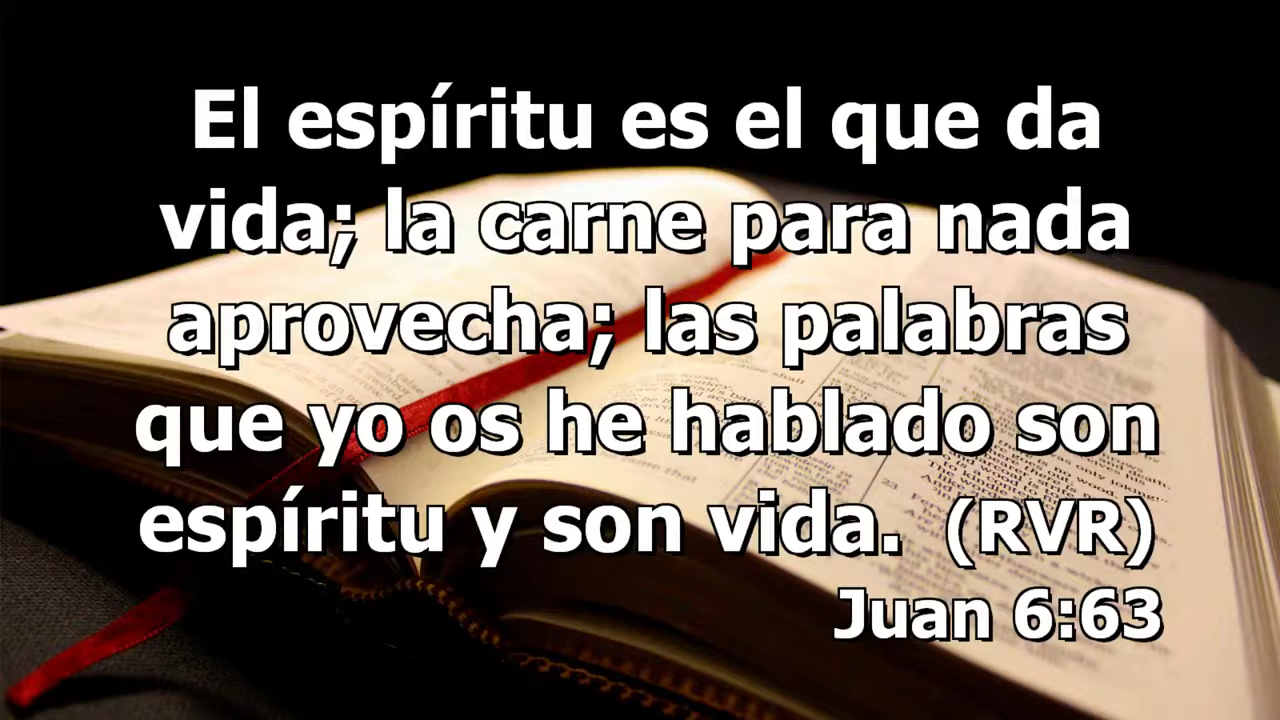 El espíritu es el que da
vida; la carne para nada
aprovecha; las palabras
que yo os he hablado son
espíritu y son vida. (RVR)
Juan 6:63